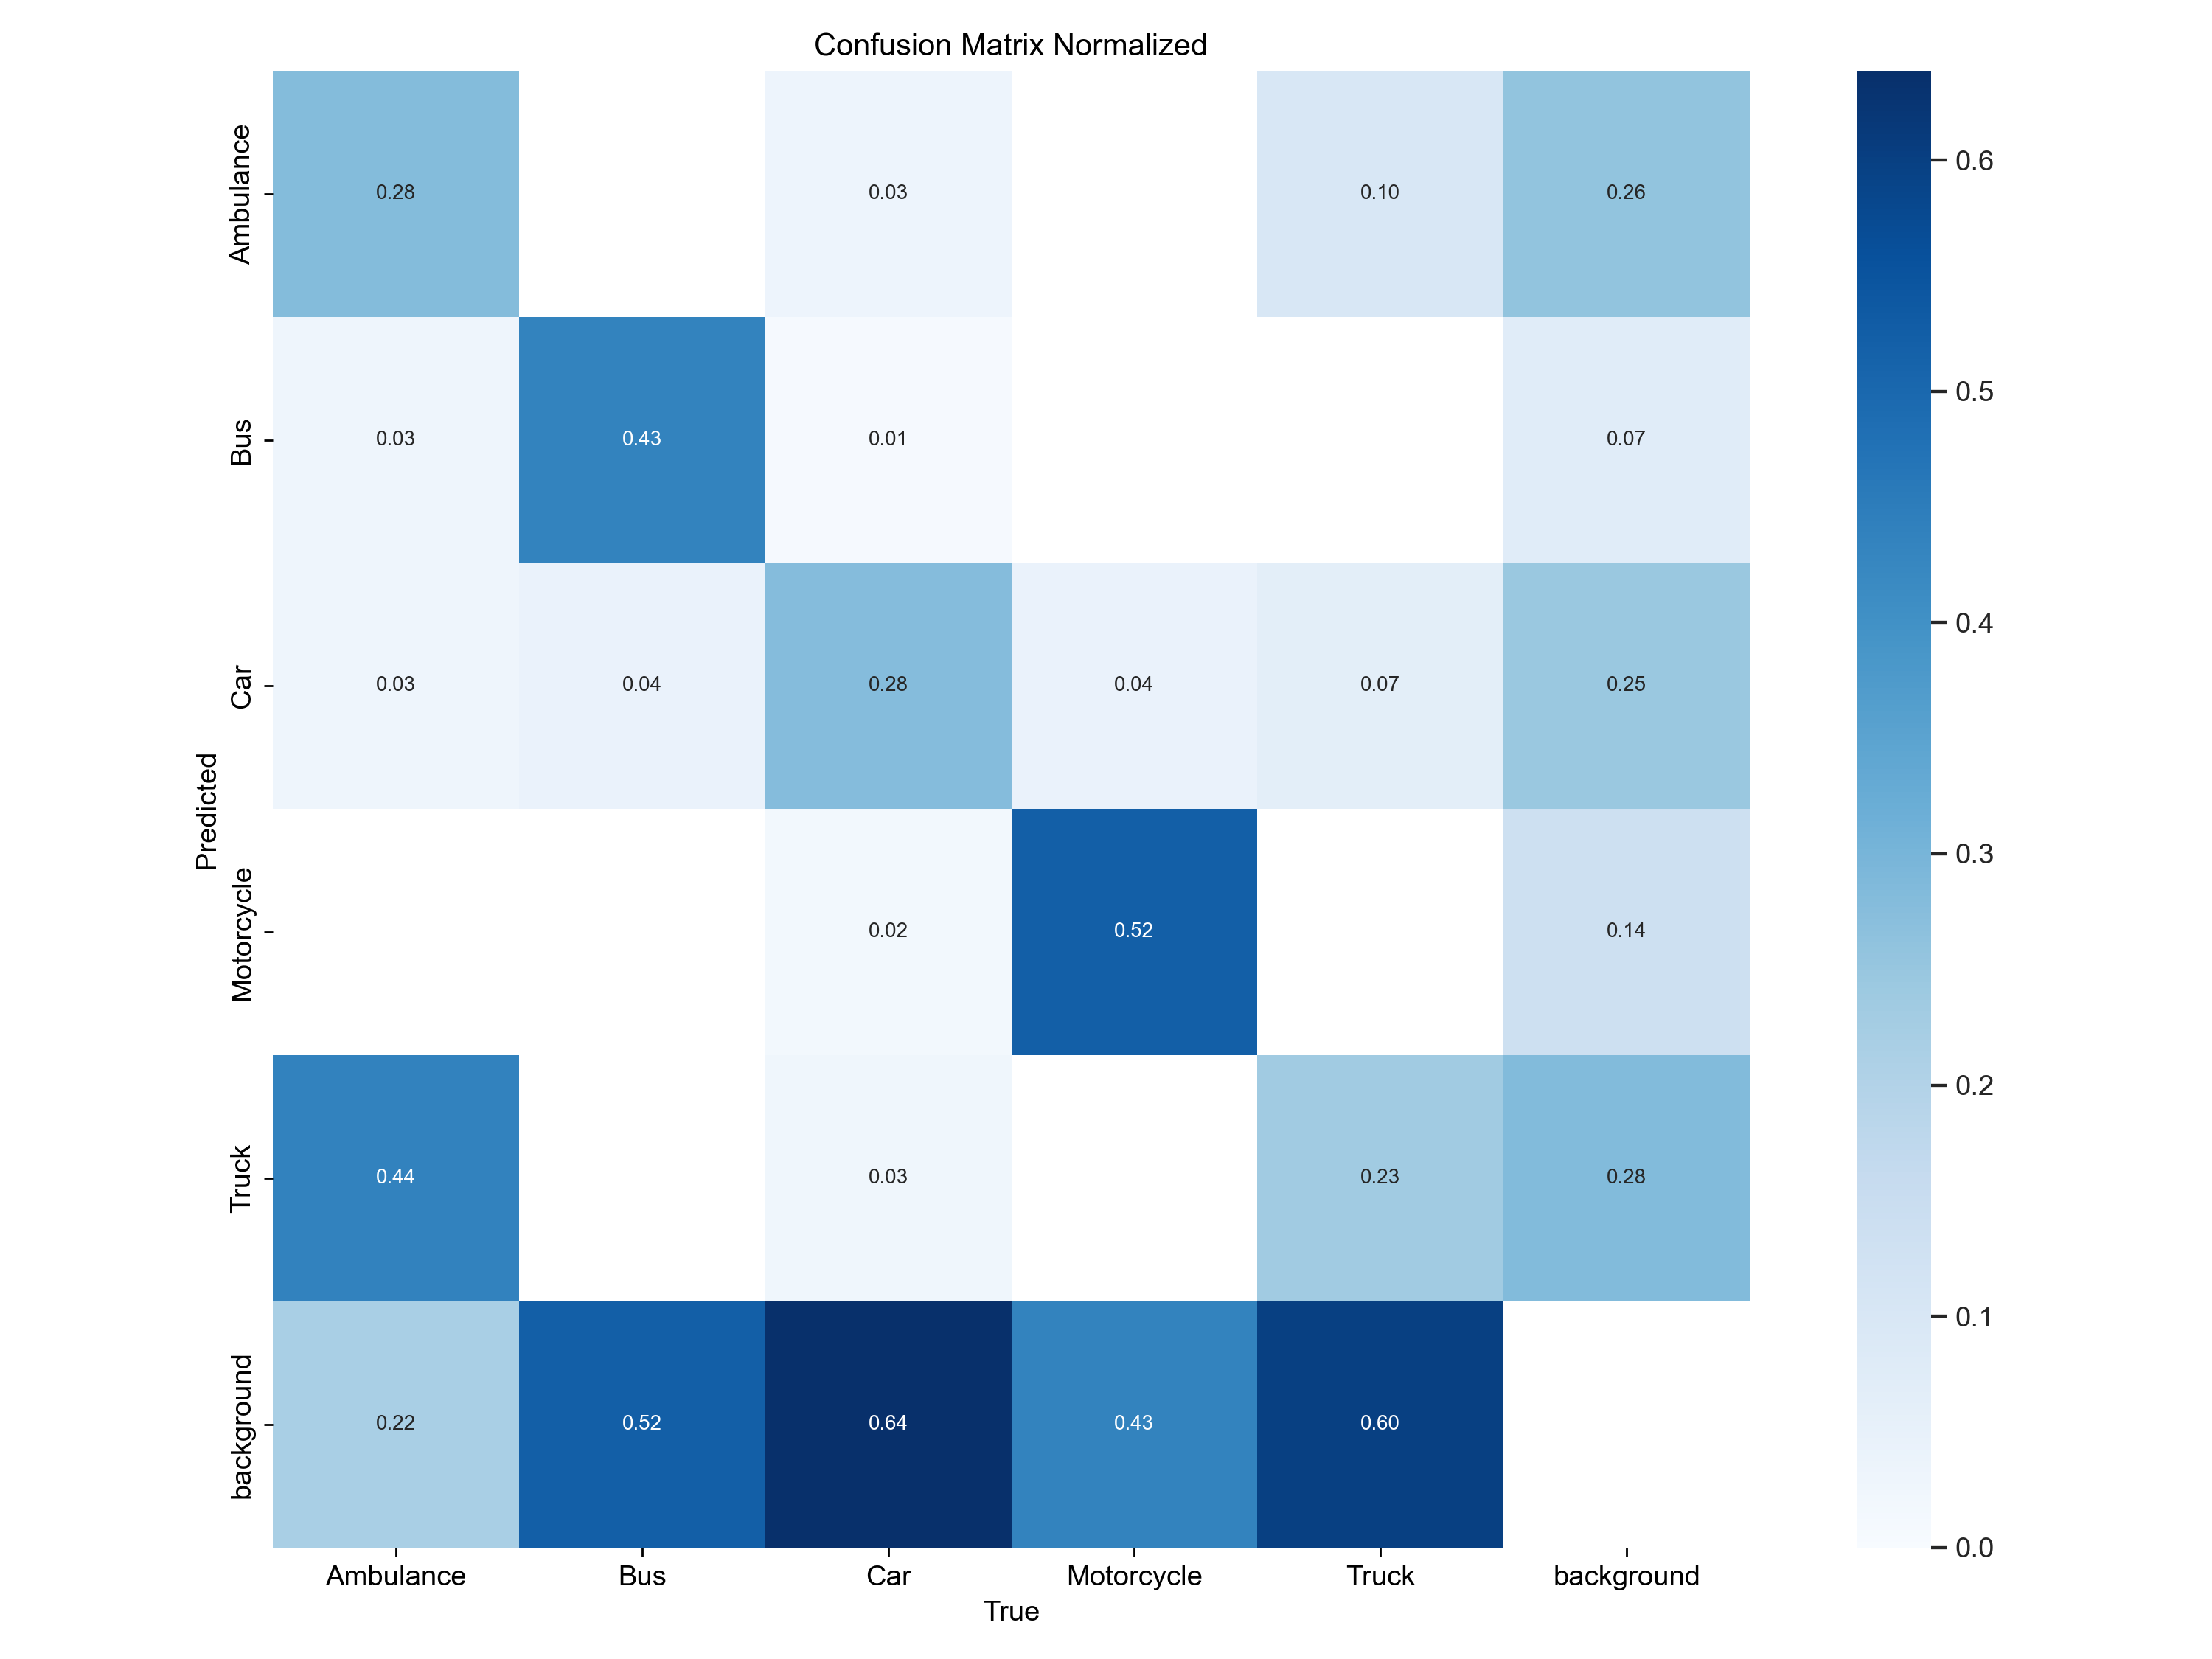 Confusion Matrix Normalized
Ambulance
0.28
0.03
0.10
0.26
Bus
0.03
0.43
0.01
0.07
Car
0.03
0.04
0.28
0.04
0.07
0.25
Motorcycle
0.02
0.52
0.14
Truck
0.44
0.03
0.23
0.28
background
0.22
0.52
0.64
0.43
0.60
Predicted
Ambulance
Bus
Car
Motorcycle
Truck
background
True
0.6
0.5
0.4
0.3
0.2
0.1
0.0